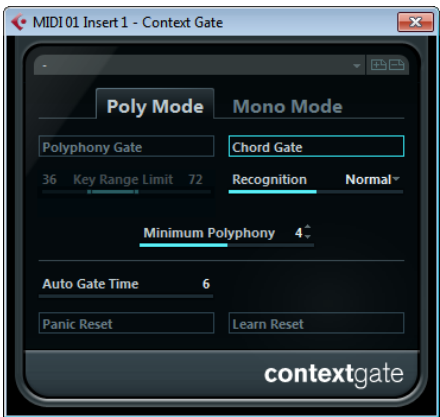 MIDI 01 Insert 1 - Context Gate
-
Poly Mode Mono Mode
Polyphony Gate Chord Gate
36 Key Range Limit 72 Recognition Normal
Minimum Polyphony 4
Auto Gate Time 6
Panic Reset Learn Reset
contextgate